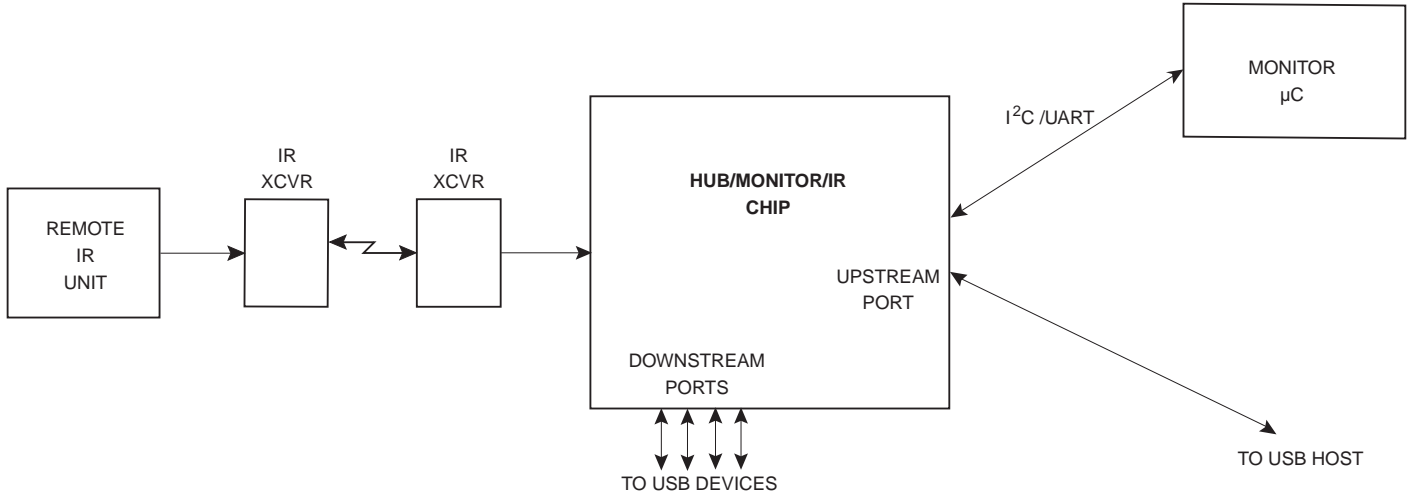 MONITOR
µC
I²C /UART
IR
XCVR
IR
XCVR
HUB/MONITOR/IR
CHIP
REMOTE
IR
UNIT
UPSTREAM
PORT
DOWNSTREAM
PORTS
TO USB HOST
TO USB DEVICES